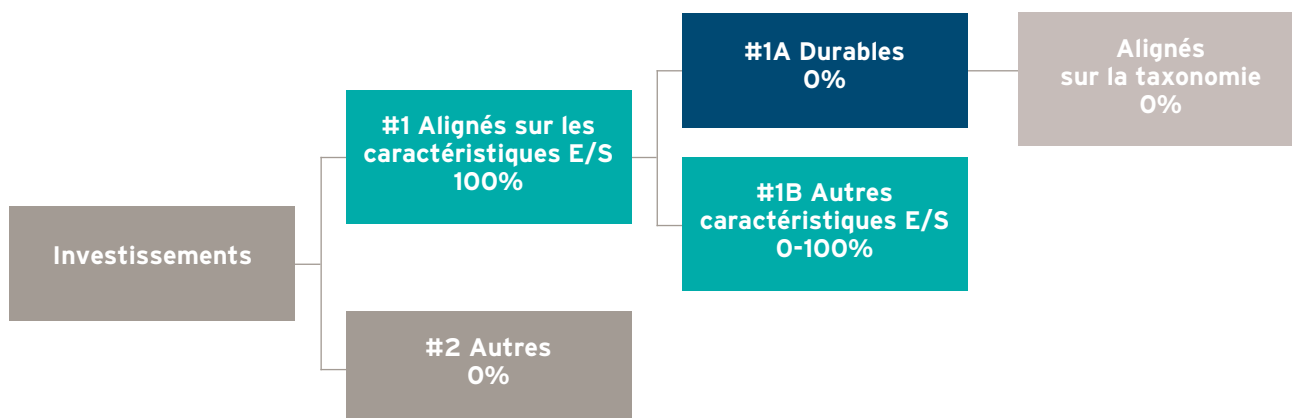 Investissements
#1 Alignés sur les
caractéristiques E/S
100%
#2 Autres
0%
#1A Durables
0%
#1B Autres
caractéristiques E/S
0-100%
Alignés
sur la taxonomie
0%